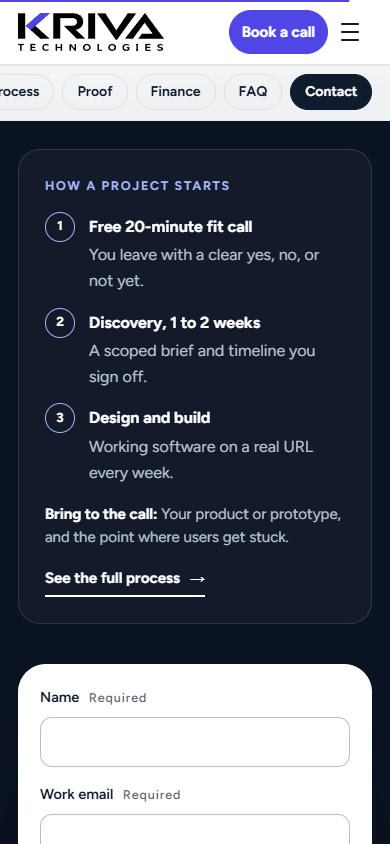 KRIVA
TECHNOLOGIES
Book a call
rocess
Proof
Finance
FAQ
Contact
HOW A PROJECT STARTS
1
Free 20-minute fit call
You leave with a clear yes, no, or
not yet.
2
Discovery, 1 to 2 weeks
A scoped brief and timeline you
sign off.
3
Design and build
Working software on a real URL
every week.
Bring to the call: Your product or prototype,
and the point where users get stuck.
See the full process →
Name Required
Work email Required